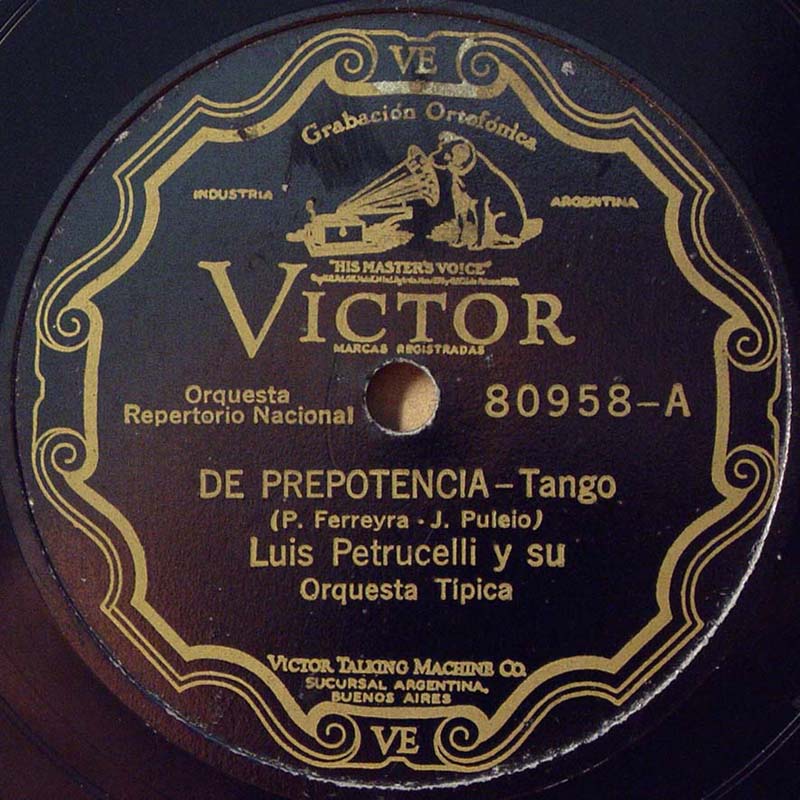 VE
Grabación Ortofónica
INDUSTRIA ARGENTINA
"HIS MASTER'S VOICE"
VICTOR
MARCAS REGISTRADAS
Orquesta
Repertorio Nacional
80958-A
DE PREPOTENCIA - Tango
(P. Ferreyra - J. Puleio)
Luis Petrucelli y su
Orquesta Típica
VICTOR TALKING MACHINE CO.
SUCURSAL ARGENTINA,
BUENOS AIRES
VE